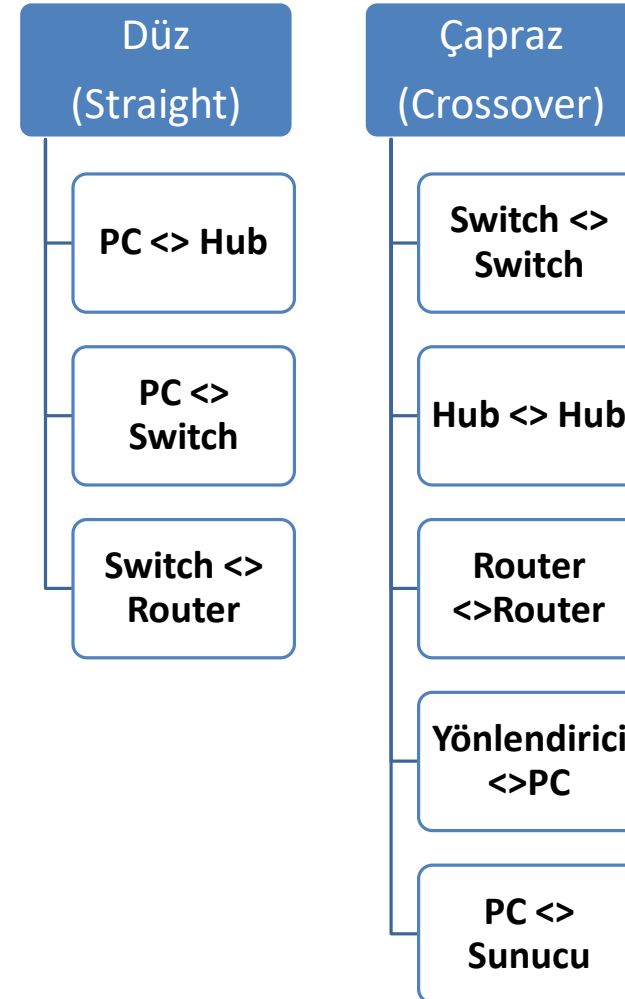 Düz
(Straight)
PC <> Hub
PC <>
Switch
Switch <>
Router
Çapraz
(Crossover)
Switch <>
Switch
Hub <> Hub
Router
<>Router
Yönlendirici
<>PC
PC <>
Sunucu